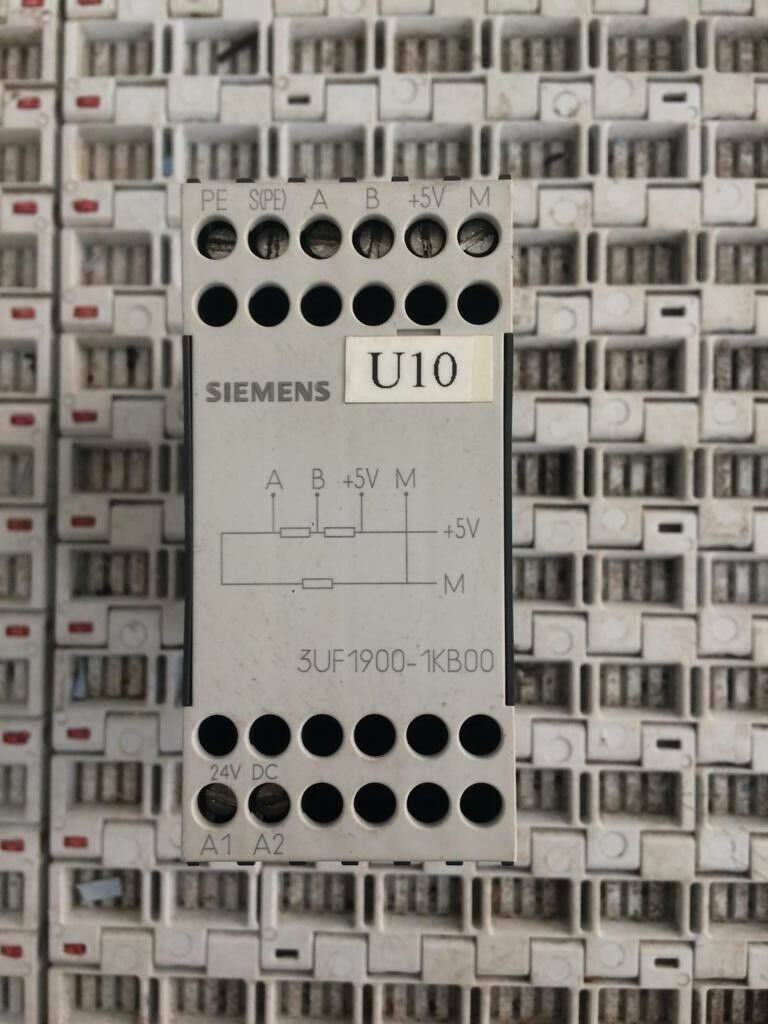 PE S(PE) A B +5V M
U10
SIEMENS
A B +5V M
+5V
M
3UF1900-1KB00
24V DC
A1 A2